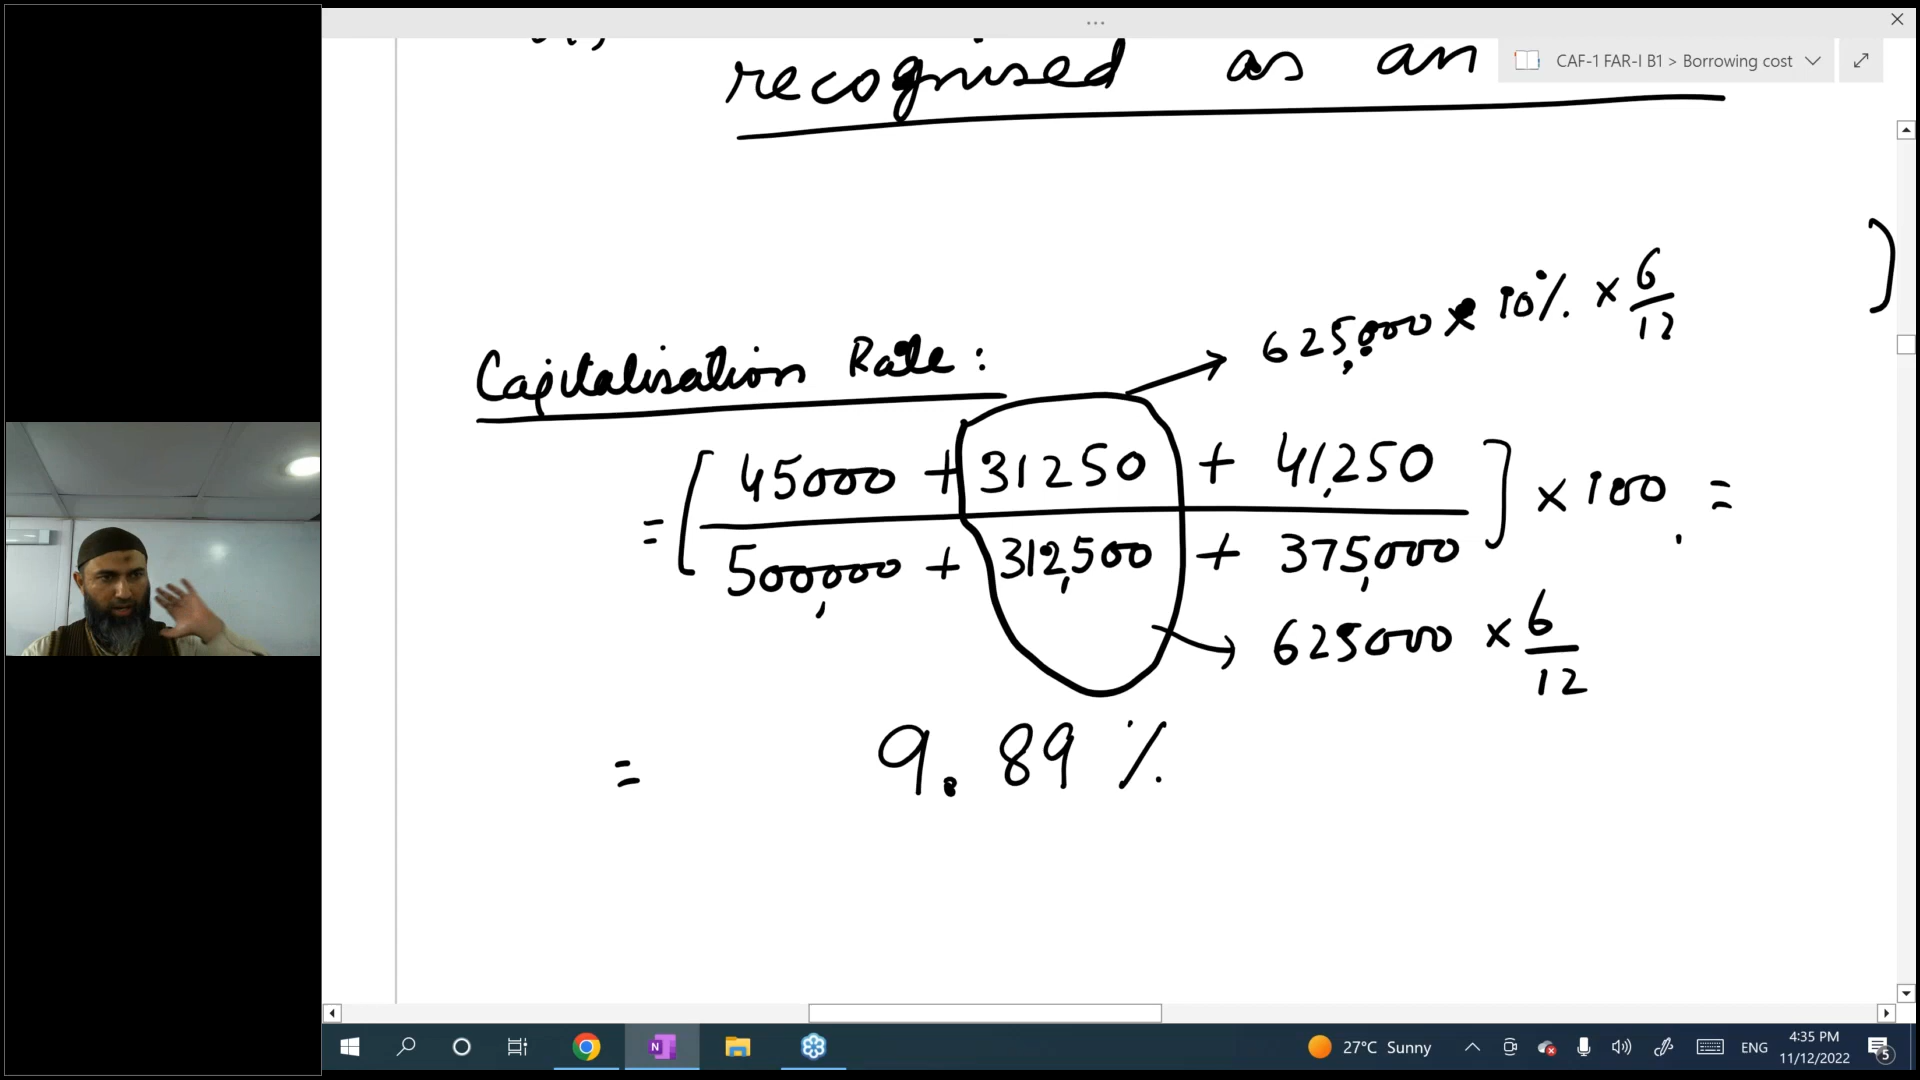 recognised as an
CAF-1 FAR-I B1 > Borrowing cost
625,000 × 10% × 6/12
Capitalisation Rate:
= [ 45000 + 31250 + 41,250 ] × 100 =
500,000 + 312,500 + 375,000
625000 × 6/12
= 9.89 %
27°C Sunny
ENG
4:35 PM
11/12/2022
5